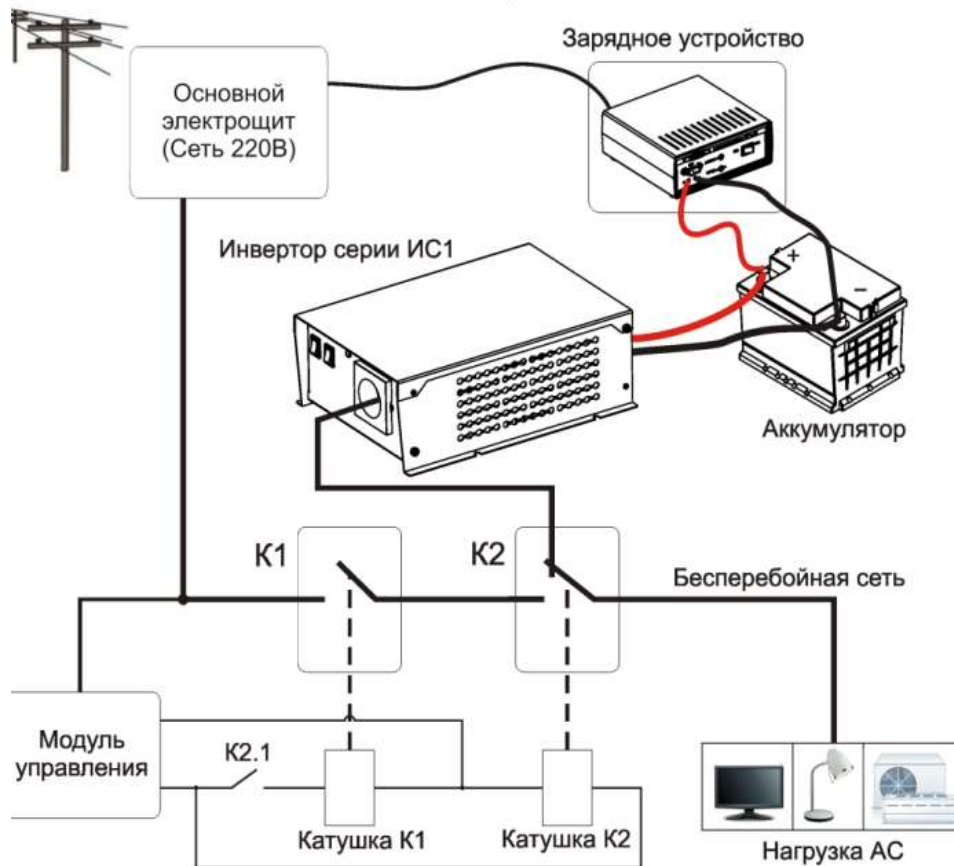 Зарядное устройство
Основной
электрощит
(Сеть 220В)
Инвертор серии ИС1
+
−
Аккумулятор
К1
К2
Бесперебойная сеть
Модуль
управления
К2.1
Катушка К1
Катушка К2
Нагрузка АС